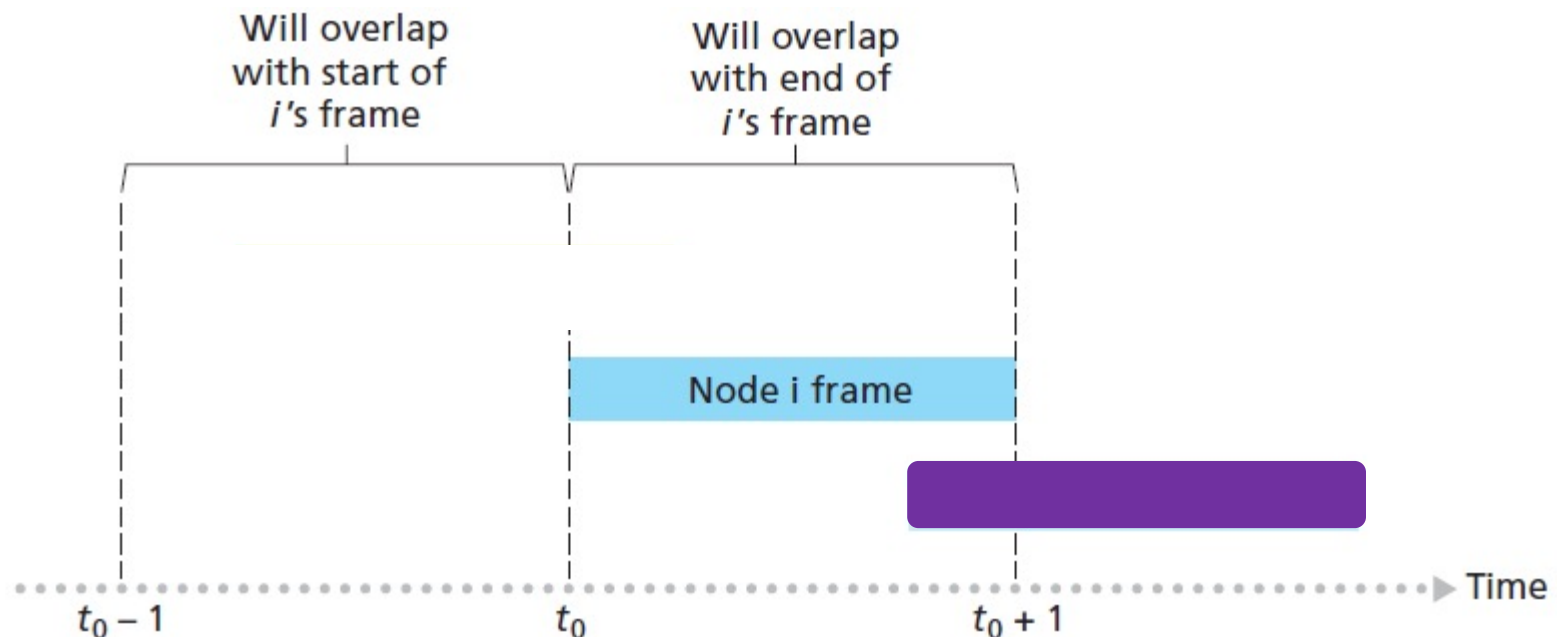 Will overlap
with start of
i's frame
Will overlap
with end of
i's frame
Node i frame
Time
t₀ – 1
t₀
t₀ + 1